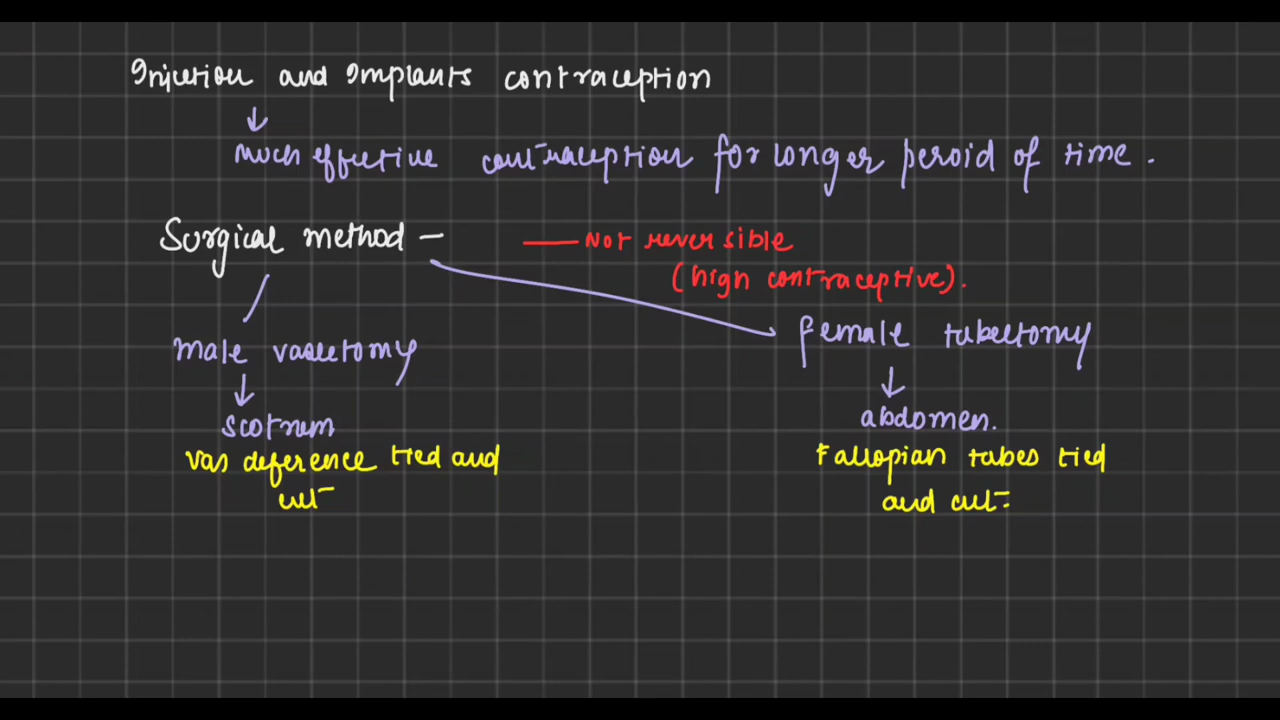 Injection and Implants contraception
Much effective contraception for longer peroid of time.
Surgical method - — Not reversible
(high contraceptive).
male vasectomy
female tubectomy
scotrum
abdomen.
vas deference tied and
cut
Fallopian tubes tied
and cut